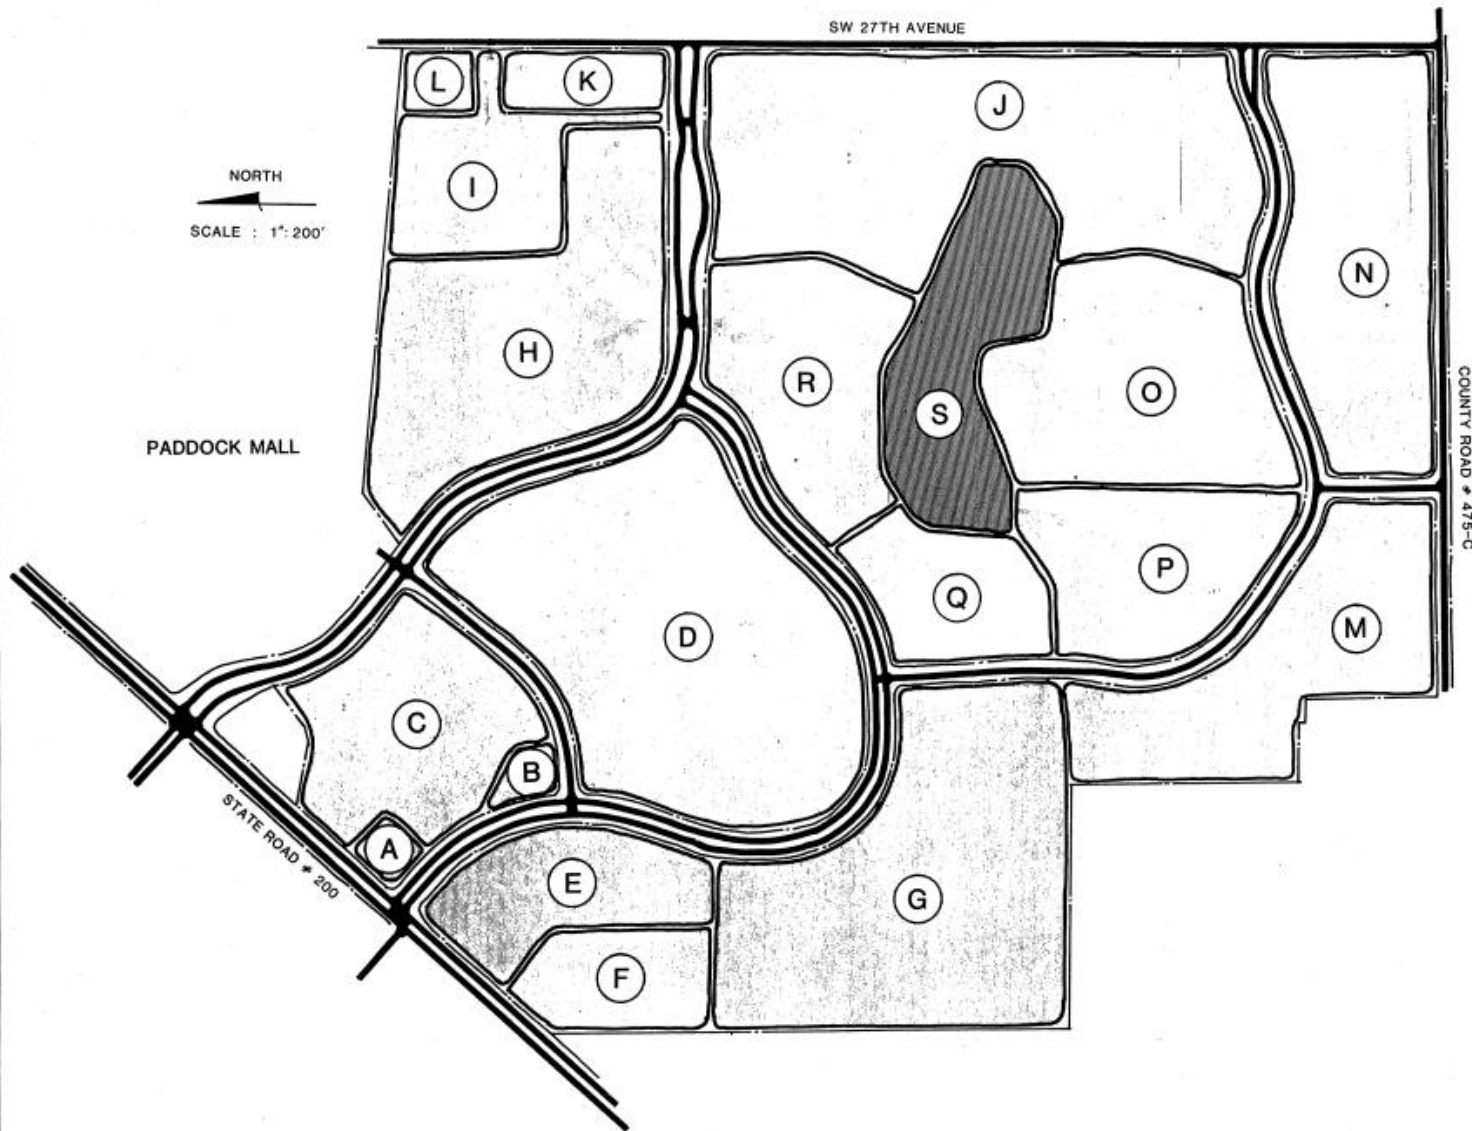 SW 27TH AVENUE
L
K
J
NORTH
I
SCALE : 1": 200'
N
H
R
O
S
COUNTY ROAD # 475-C
PADDOCK MALL
P
Q
D
M
C
B
STATE ROAD # 200
A
E
G
F